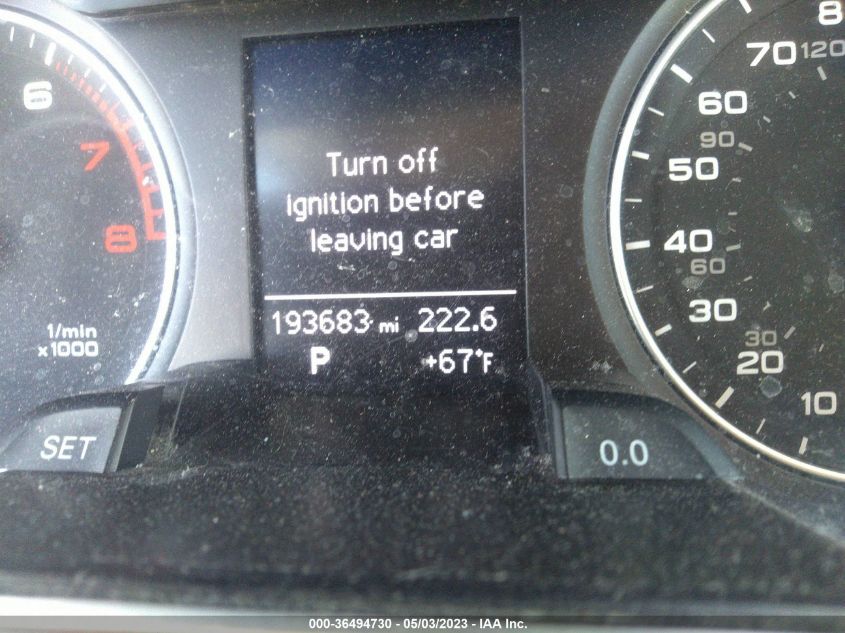 6
7
8
1/min
x1000
SET
Turn off
ignition before
leaving car
193683 mi 222.6
P +67°F
0.0
8
70 120
60
90
50
40
60
30
30
20
10
000-36494730 - 05/03/2023 - IAA Inc.